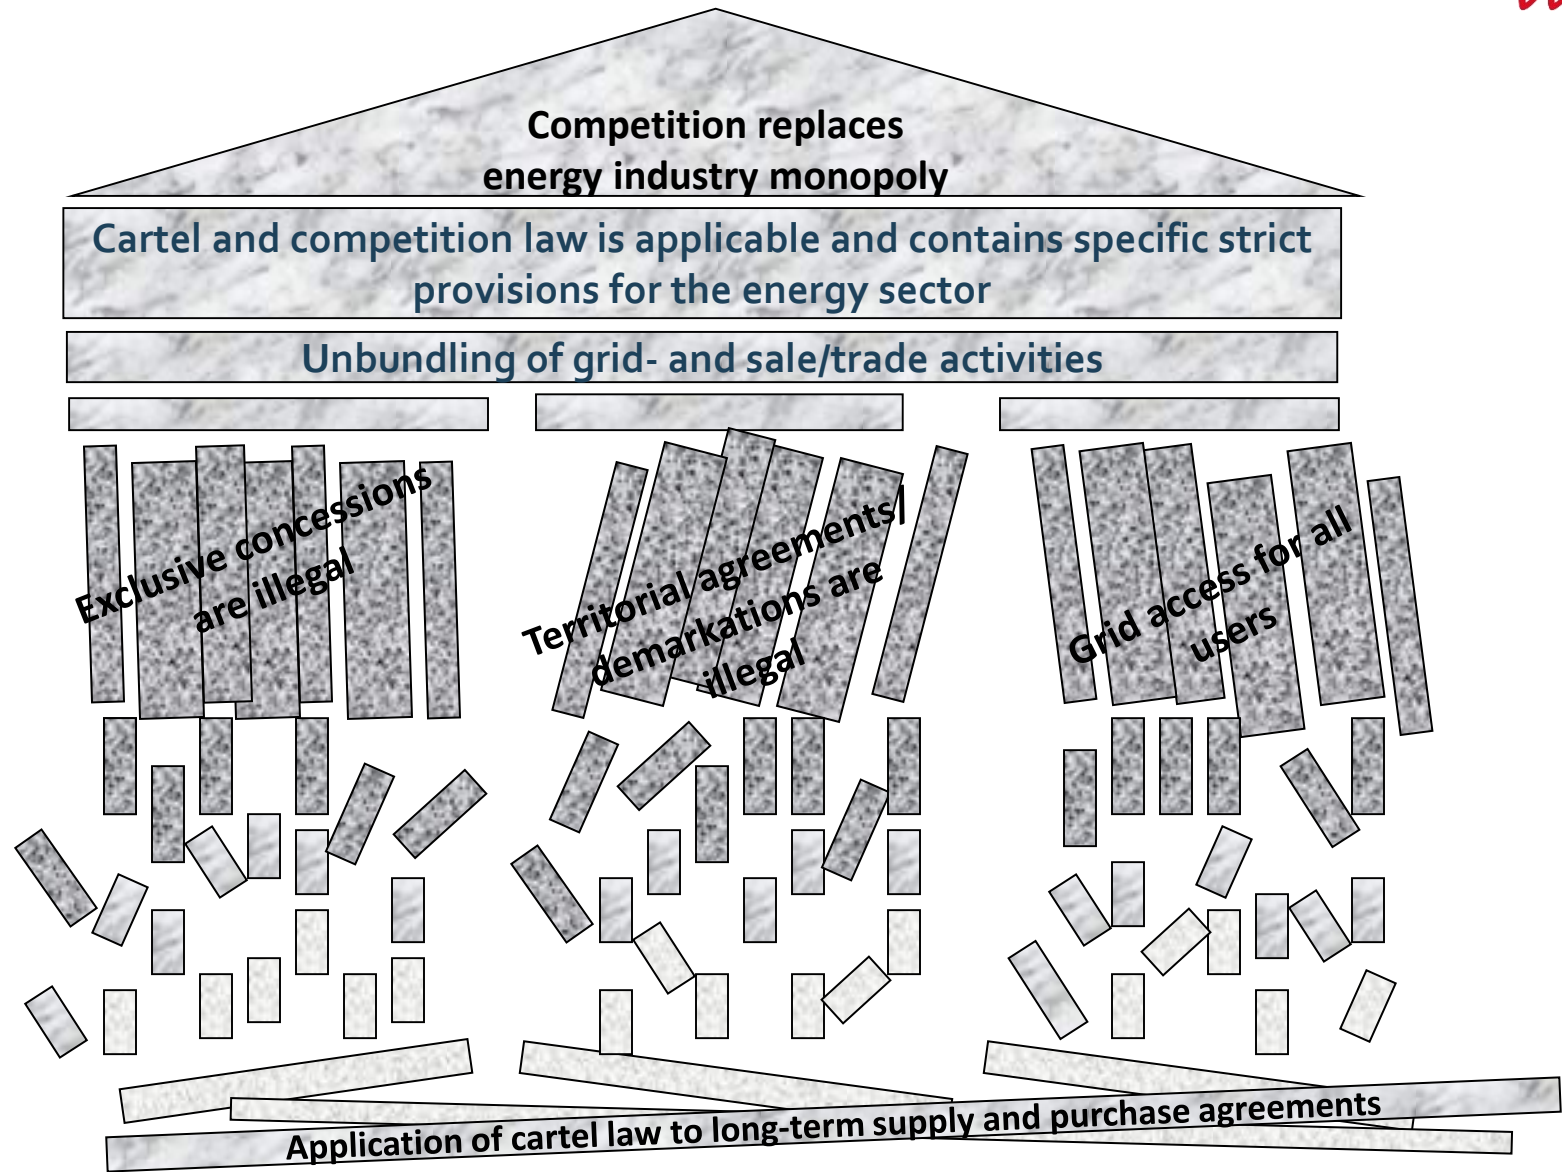 Competition replaces
energy industry monopoly
Cartel and competition law is applicable and contains specific strict
provisions for the energy sector
Unbundling of grid- and sale/trade activities
Exclusive concessions
are illegal
Territorial agreements/
demarkations are
illegal
Grid access for all
users
Application of cartel law to long-term supply and purchase agreements